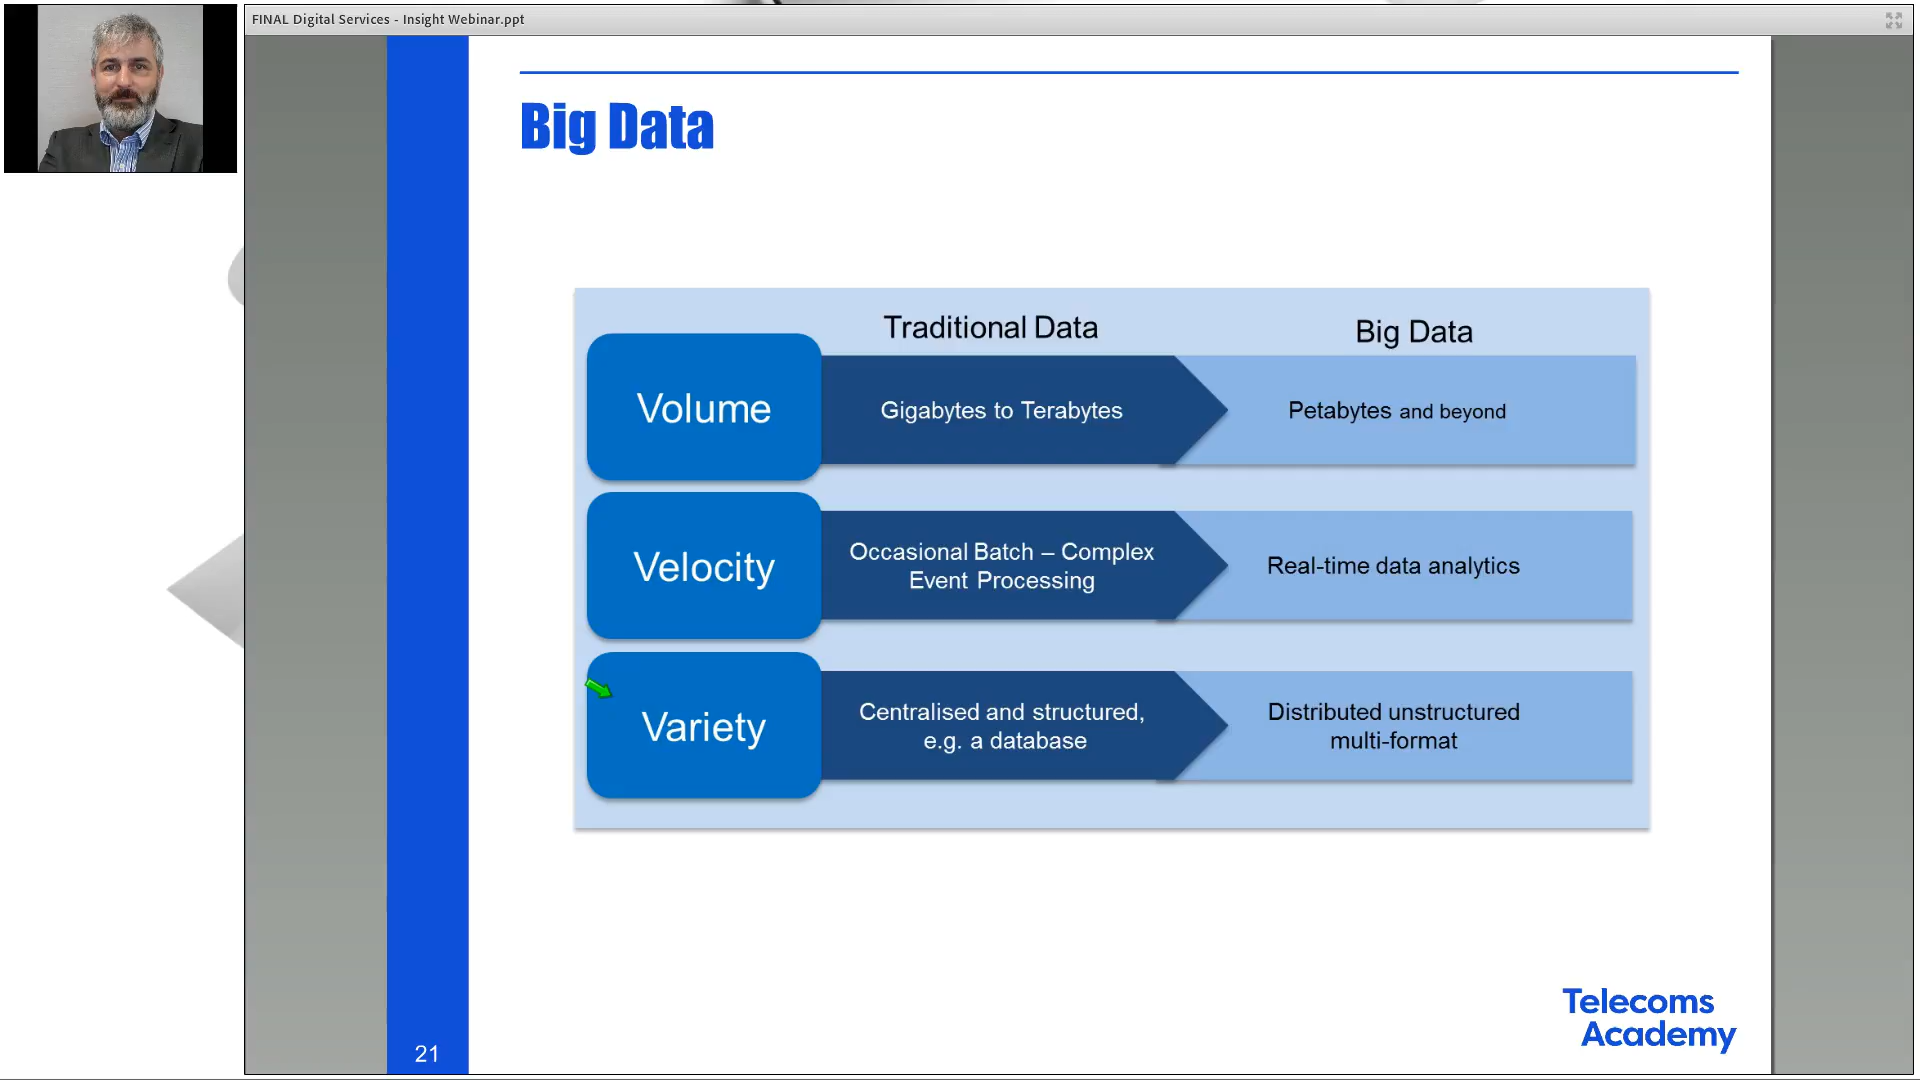 FINAL Digital Services - Insight Webinar.ppt
Big Data
Traditional Data
Big Data
Volume
Gigabytes to Terabytes
Petabytes and beyond
Velocity
Occasional Batch – Complex
Event Processing
Real-time data analytics
Variety
Centralised and structured,
e.g. a database
Distributed unstructured
multi-format
Telecoms
Academy
21